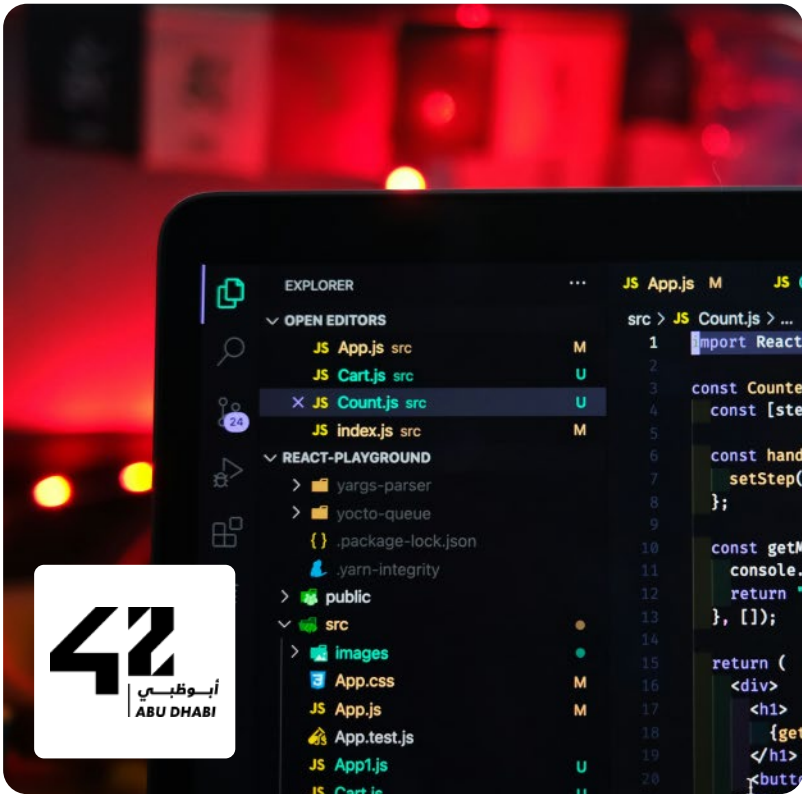 EXPLORER
OPEN EDITORS
JS App.js src M
JS Cart.js src U
JS Count.js src U
24
JS index.js src M
REACT-PLAYGROUND
yargs-parser
yocto-queue
{} .package-lock.json
.yarn-integrity
public
src
images
App.css M
JS App.js M
App.test.js
JS App1.js U
JS Cart.js U
JS App.js M
JS
src > JS Count.js > ...
1 import React
2
3 const Counte
4 const [ste
5
6 const hand
7 setStep(
8 };
9
10 const getM
11 console.
12 return "
13 }, []);
14
15 return (
16 <div>
17 <h1>
18 {get
19 </h1>
20 <butto
42
أبوظبي
ABU DHABI